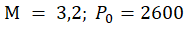 M = 3,2; P₀ = 2600